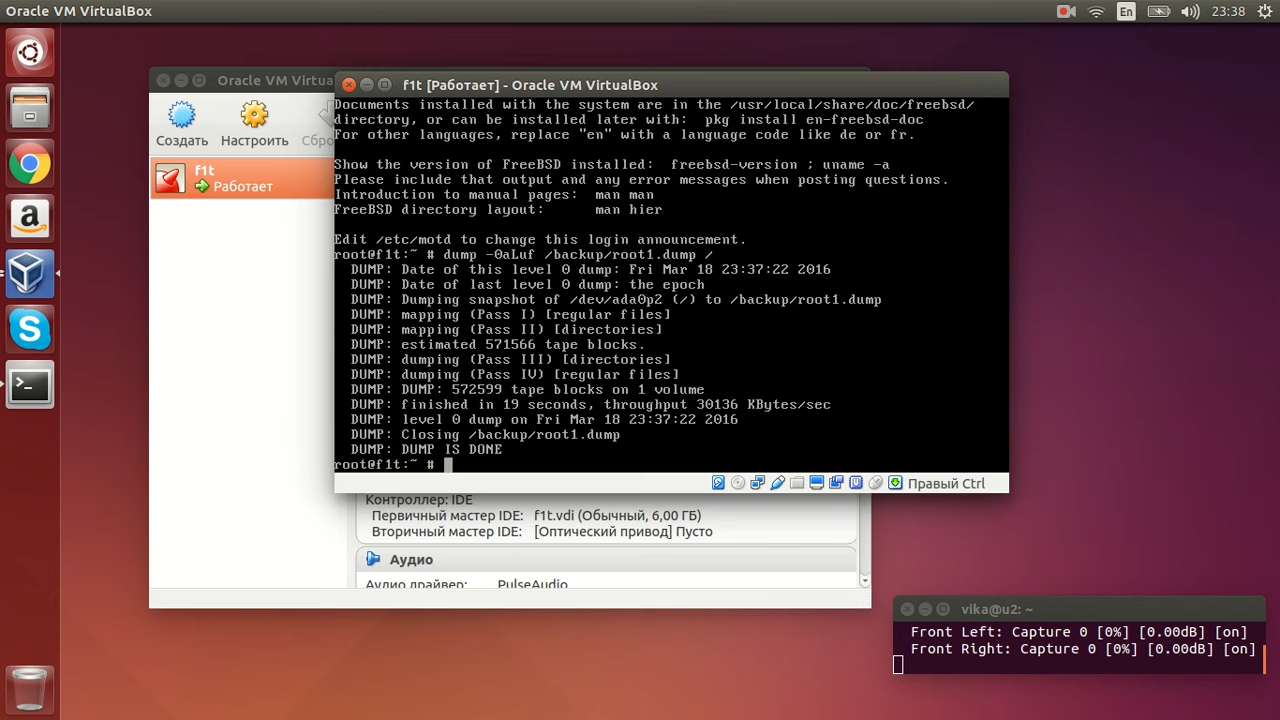 Oracle VM VirtualBox
En
23:38
Oracle VM Virtua
Создать
Настроить
Сбро
f1t
Работает
f1t [Работает] - Oracle VM VirtualBox
Documents installed with the system are in the /usr/local/share/doc/freebsd/
directory, or can be installed later with:  pkg install en-freebsd-doc
For other languages, replace "en" with a language code like de or fr.
Show the version of FreeBSD installed:  freebsd-version ; uname -a
Please include that output and any error messages when posting questions.
Introduction to manual pages:  man man
FreeBSD directory layout:      man hier
Edit /etc/motd to change this login announcement.
root@f1t:~ # dump -0aLuf /backup/root1.dump /
DUMP: Date of this level 0 dump: Fri Mar 18 23:37:22 2016
DUMP: Date of last level 0 dump: the epoch
DUMP: Dumping snapshot of /dev/ada0p2 (/) to /backup/root1.dump
DUMP: mapping (Pass I) [regular files]
DUMP: mapping (Pass II) [directories]
DUMP: estimated 571566 tape blocks.
DUMP: dumping (Pass III) [directories]
DUMP: dumping (Pass IV) [regular files]
DUMP: DUMP: 572599 tape blocks on 1 volume
DUMP: finished in 19 seconds, throughput 30136 KBytes/sec
DUMP: level 0 dump on Fri Mar 18 23:37:22 2016
DUMP: Closing /backup/root1.dump
DUMP: DUMP IS DONE
root@f1t:~ #
Правый Ctrl
Контроллер: IDE
Первичный мастер IDE: f1t.vdi (Обычный, 6,00 ГБ)
Вторичный мастер IDE: [Оптический привод] Пусто
Аудио
Аудио драйвер: PulseAudio
vika@u2: ~
Front Left: Capture 0 [0%] [0.00dB] [on]
Front Right: Capture 0 [0%] [0.00dB] [on]